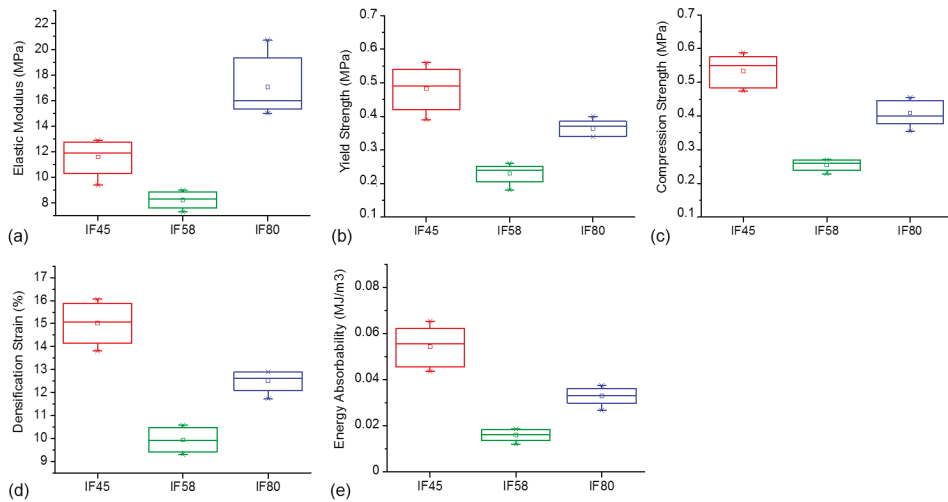 Elastic Modulus (MPa)
22
20
18
16
14
12
10
8
IF45
IF58
IF80
(a)
Yield Strength (MPa)
0.7
0.6
0.5
0.4
0.3
0.2
0.1
IF45
IF58
IF80
(b)
Compression Strength (MPa)
0.7
0.6
0.5
0.4
0.3
0.2
0.1
IF45
IF58
IF80
(c)
Densification Strain (%)
17
16
15
14
13
12
11
10
9
IF45
IF58
IF80
(d)
Energy Absorbability (MJ/m3)
0.08
0.06
0.04
0.02
0
IF45
IF58
IF80
(e)